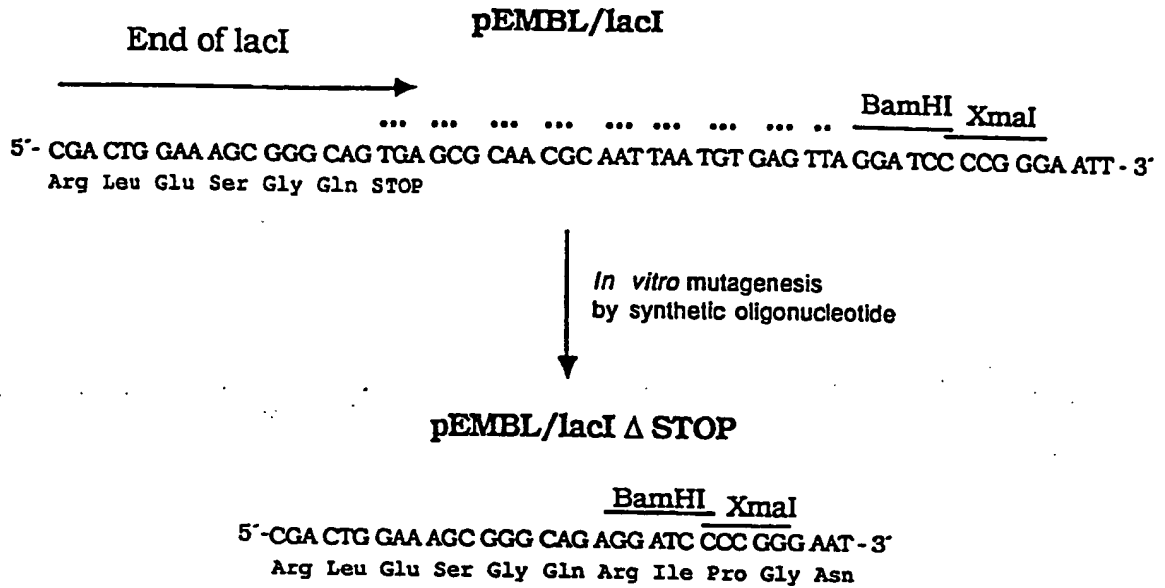 pEMBL/lacI
End of lacI
... ... ... ... ... ... ... ... ..
BamHI XmaI
5´- CGA CTG GAA AGC GGG CAG TGA GCG CAA CGC AAT TAA TGT GAG TTA GGA TCC CCG GGA ATT - 3´
Arg Leu Glu Ser Gly Gln STOP
In vitro mutagenesis
by synthetic oligonucleotide
pEMBL/lacI Δ STOP
BamHI XmaI
5´-CGA CTG GAA AGC GGG CAG AGG ATC CCC GGG AAT - 3´
Arg Leu Glu Ser Gly Gln Arg Ile Pro Gly Asn